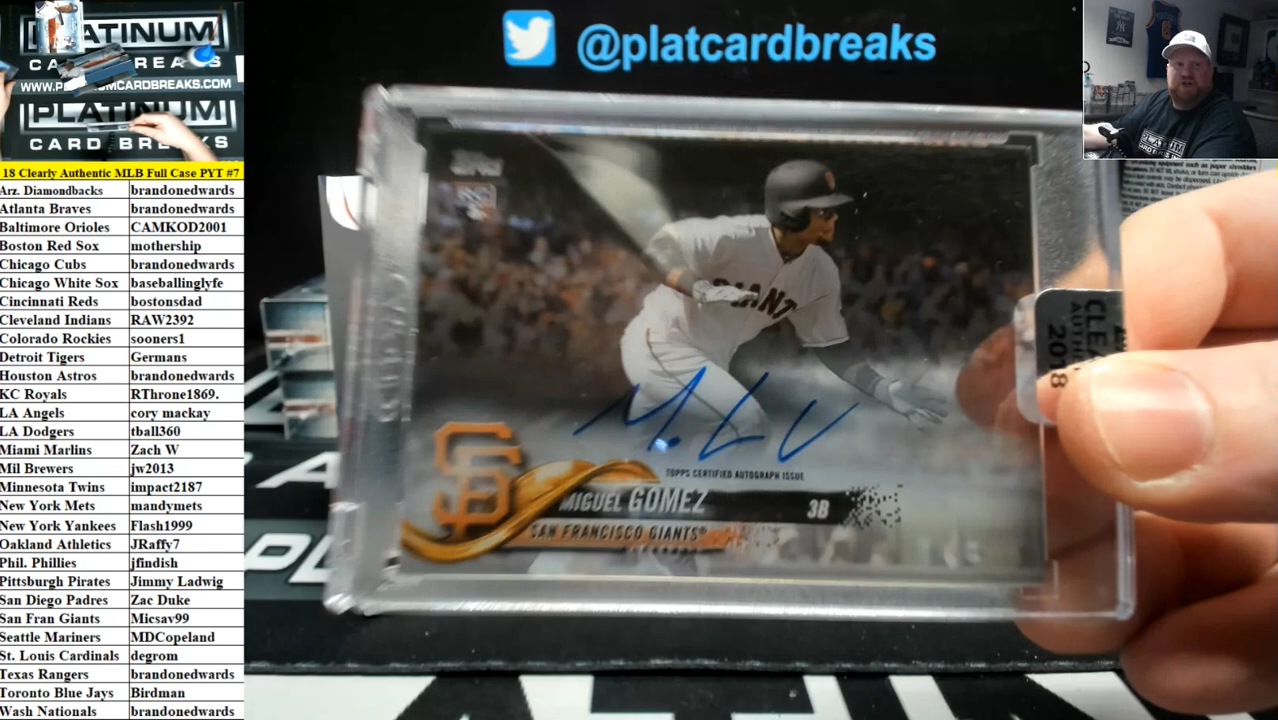 PLATINUM
CARD BREAKS
WWW.PLATINUMCARDBREAKS.COM
PLATINUM
CARD BREAKS
18 Clearly Authentic MLB Full Case PYT #7
Arz. Diamondbacks brandonedwards
Atlanta Braves brandonedwards
Baltimore Orioles CAMKOD2001
Boston Red Sox mothership
Chicago Cubs brandonedwards
Chicago White Sox baseballinglyfe
Cincinnati Reds bostonsdad
Cleveland Indians RAW2392
Colorado Rockies sooners1
Detroit Tigers Germans
Houston Astros brandonedwards
KC Royals RThrone1869.
LA Angels cory mackay
LA Dodgers tball360
Miami Marlins Zach W
Mil Brewers jw2013
Minnesota Twins impact2187
New York Mets mandymets
New York Yankees Flash1999
Oakland Athletics JRaffy7
Phil. Phillies jfindish
Pittsburgh Pirates Jimmy Ladwig
San Diego Padres Zac Duke
San Fran Giants Micsav99
Seattle Mariners MDCopeland
St. Louis Cardinals degrom
Texas Rangers brandonedwards
Toronto Blue Jays Birdman
Wash Nationals brandonedwards
@platcardbreaks
topps
GIANTS
TOPPS CERTIFIED AUTOGRAPH ISSUE
SF
MIGUEL GOMEZ 3B
SAN FRANCISCO GIANTS®
2018